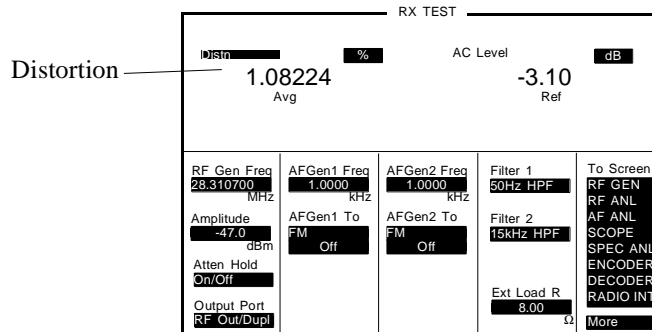 RX TEST
Distn % AC Level dB
Distortion
1.08224 -3.10
Avg Ref
RF Gen Freq
28.310700
MHz
Amplitude
-47.0
dBm
Atten Hold
On/Off
Output Port
RF Out/Dupl
AFGen1 Freq
1.0000
kHz
AFGen1 To
FM
Off
AFGen2 Freq
1.0000
kHz
AFGen2 To
FM
Off
Filter 1
50Hz HPF
Filter 2
15kHz HPF
Ext Load R
8.00
Ω
To Screen
RF GEN
RF ANL
AF ANL
SCOPE
SPEC ANL
ENCODER
DECODER
RADIO INT
More